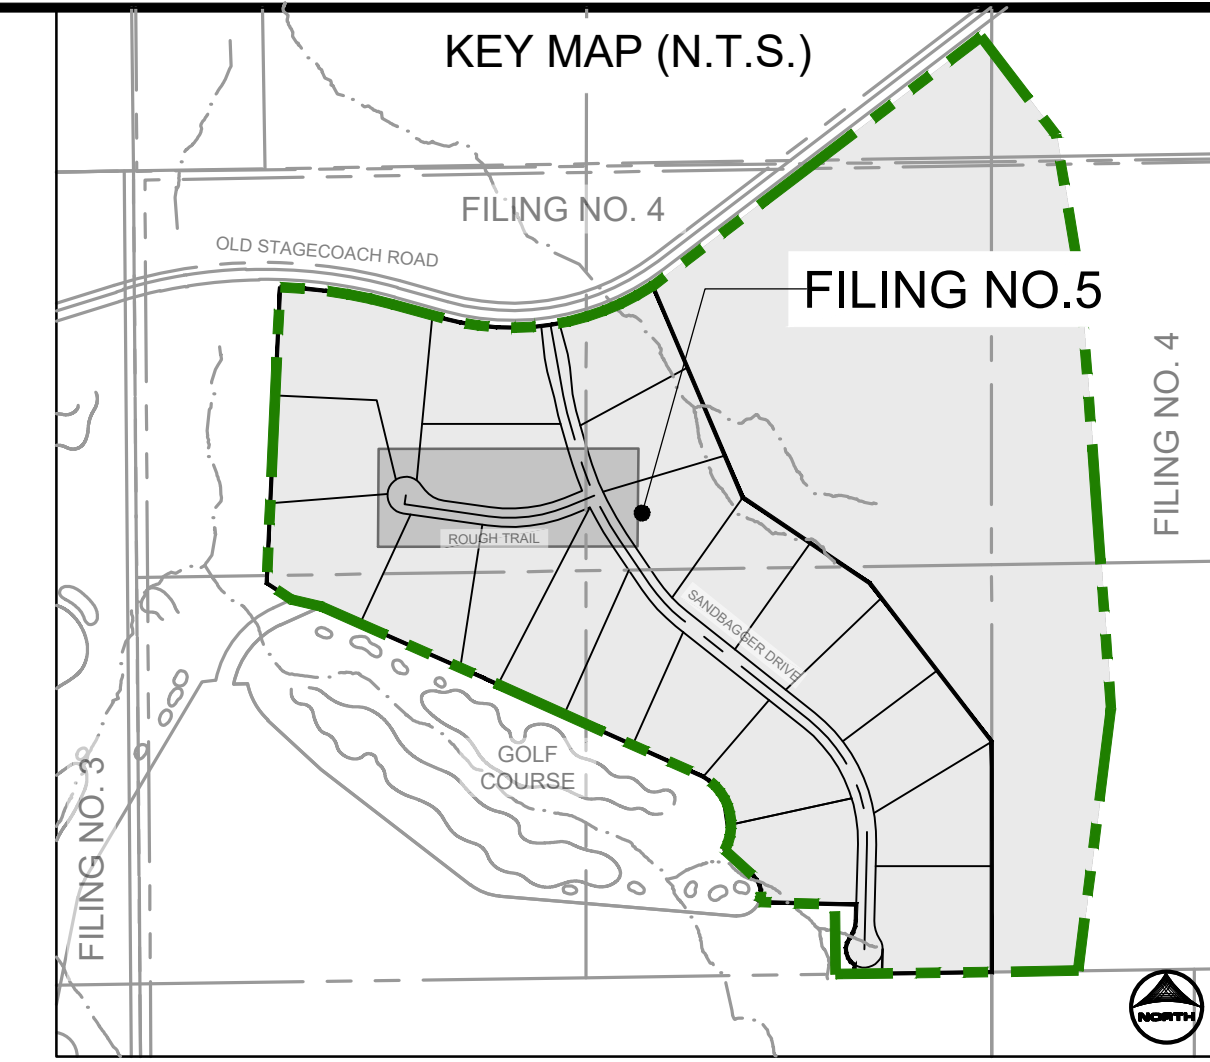 KEY MAP (N.T.S.)
FILING NO. 4
OLD STAGECOACH ROAD
FILING NO.5
FILING NO. 4
ROUGH TRAIL
SANDBAGGER DRIVE
GOLF
COURSE
FILING NO. 3
NORTH